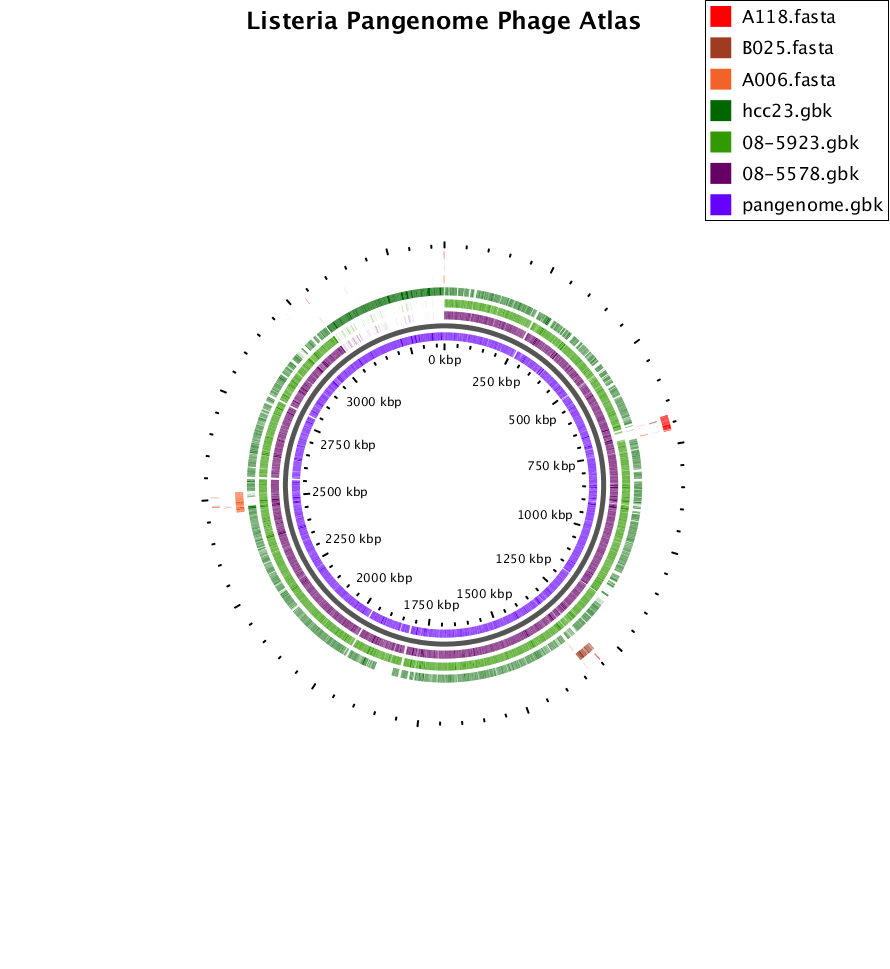 Listeria Pangenome Phage Atlas
A118.fasta
B025.fasta
A006.fasta
hcc23.gbk
08-5923.gbk
08-5578.gbk
pangenome.gbk
0 kbp
250 kbp
500 kbp
750 kbp
1000 kbp
1250 kbp
1500 kbp
1750 kbp
2000 kbp
2250 kbp
2500 kbp
2750 kbp
3000 kbp